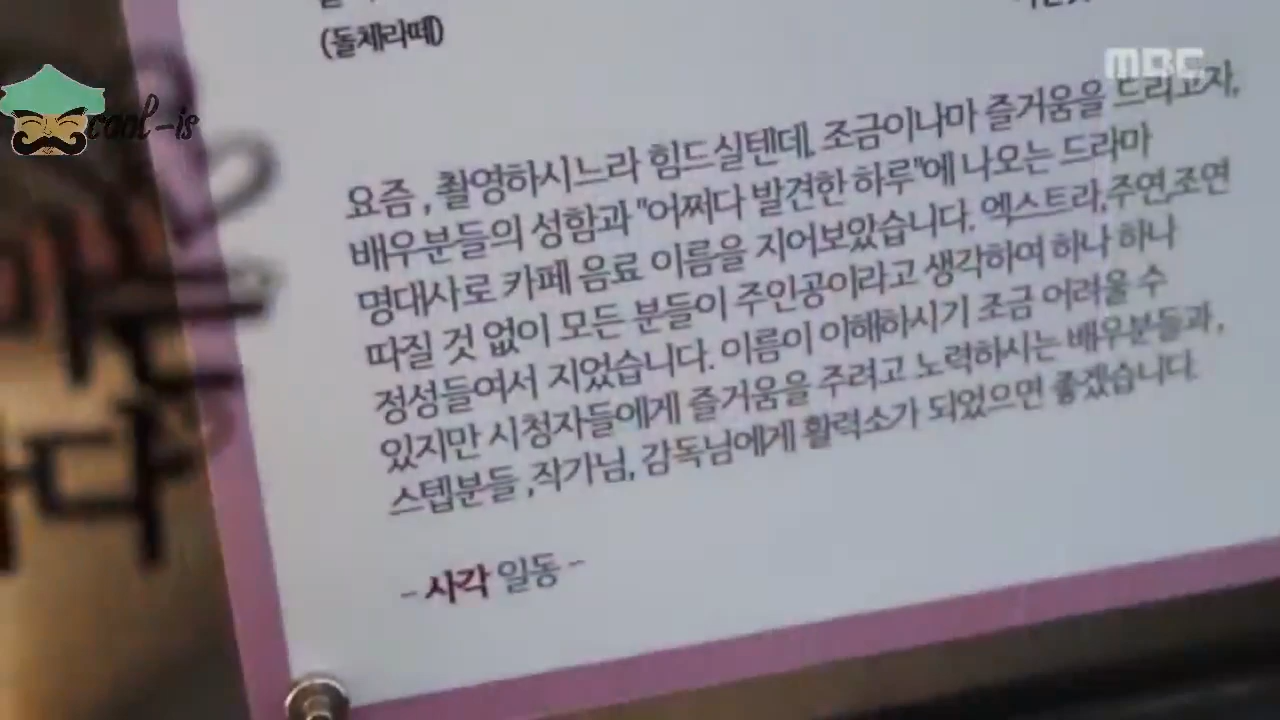 (돌체라떼)
MBC
cool-is
요즘 , 촬영하시느라 힘드실텐데, 조금이나마 즐거움을 드리고자,
배우분들의 성함과 "어쩌다 발견한 하루"에 나오는 드라마
명대사로 카페 음료 이름을 지어보았습니다. 엑스트라,주연,조연
따질 것 없이 모든 분들이 주인공이라고 생각하여 하나 하나
정성들여서 지었습니다. 이름이 이해하시기 조금 어려울 수
있지만 시청자들에게 즐거움을 주려고 노력하시는 배우분들과 ,
스텝분들 ,작가님, 감독님에게 활력소가 되었으면 좋겠습니다.
- 사각 일동 -